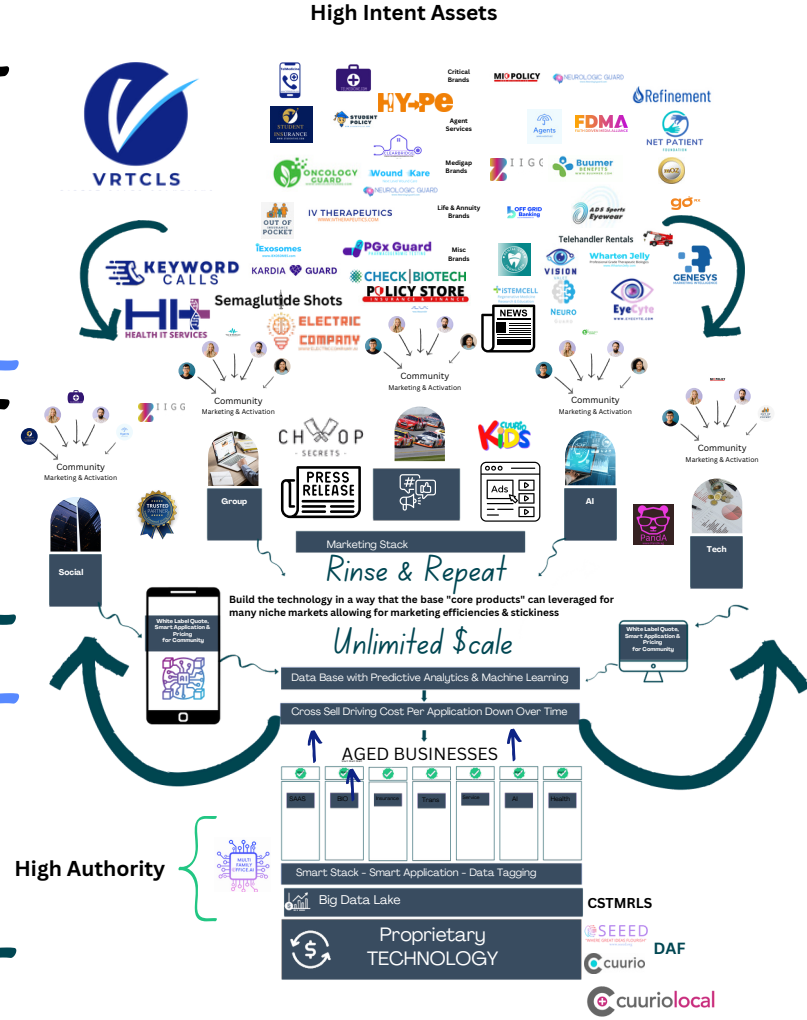 High Intent Assets
VRTCLS
HYPE
Critical
Brands
MI POLICY
NEUROLOGIC GUARD
Refinement
STUDENT
INSURANCE
STUDENT
POLICY
Agent
Services
Agents
FDMA
NET PATIENT
FOUNDATION
ONCOLOGY
GUARD
Wound Kare
NEUROLOGIC GUARD
Medigap
Brands
ZIIGG
Buumer
BENEFITS
OUT OF
POCKET
IV THERAPEUTICS
Life & Annuity
Brands
OFF GRID
Banking
ADS Sports
Eyewear
go
Telehandler Rentals
KEYWORD
CALLS
Exosomes
KARDIA GUARD
PGx Guard
Misc
Brands
VISION
Wharten Jelly
GENESYS
CHECK BIOTECH
POLICY STORE
INSURANCE & FINANCE
ISTEMCELL
NEURO
EyeCyte
HEALTH IT SERVICES
Semaglutide Shots
ELECTRIC
COMPANY
NEWS
Community
Marketing & Activation
Community
Marketing & Activation
Community
Marketing & Activation
Community
Marketing & Activation
Community
Marketing & Activation
ZIIGG
CHOP
SECRETS
CUURIO
KIDS
TRUSTED
PARTNER
Group
PRESS
RELEASE
Ads
AI
PandA
Social
Tech
Marketing Stack
Rinse & Repeat
Build the technology in a way that the base "core products" can leveraged for
many niche markets allowing for marketing efficiencies & stickiness
White Label Quote,
Smart Application &
Pricing
for Community
AI
White Label Quote,
Smart Application &
Pricing
for Community
Unlimited $cale
Data Base with Predictive Analytics & Machine Learning
Cross Sell Driving Cost Per Application Down Over Time
AGED BUSINESSES
SAAS
BIO
Insurance
Trans
Service
AI
Health
High Authority
MULTI
FAMILY
OFFICE.AI
Smart Stack - Smart Application - Data Tagging
Big Data Lake
CSTMRLS
Proprietary
TECHNOLOGY
SEEED
DAF
cuurio
cuuriolocal